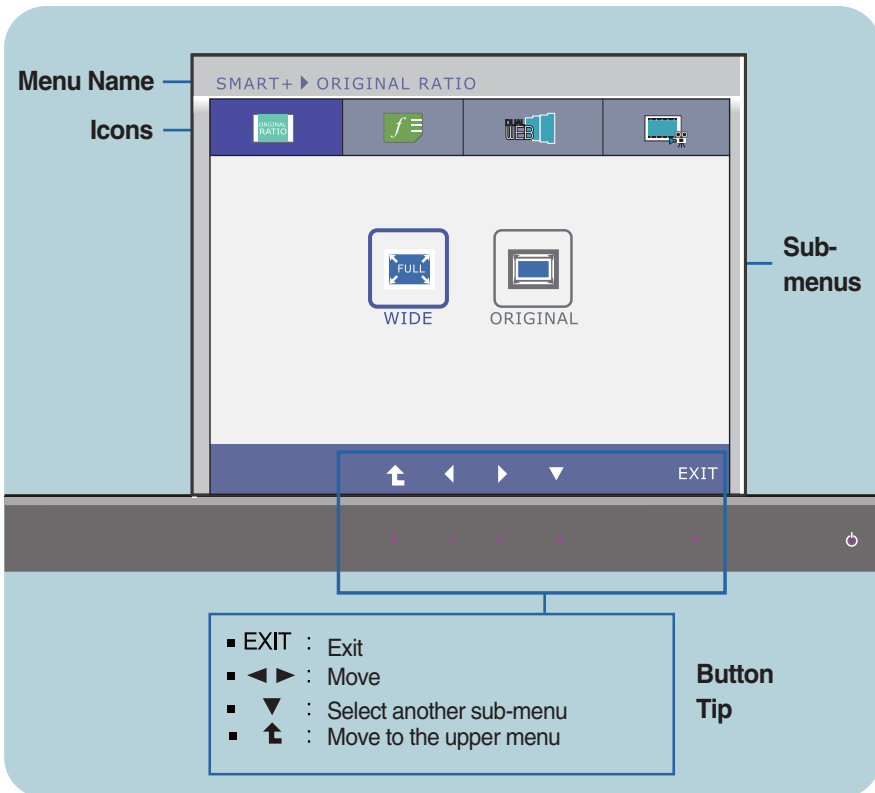 Menu Name
SMART+ ORIGINAL RATIO
Icons
ORIGINAL
RATIO
f
DUAL
WEB
Sub-
menus
FULL
WIDE
ORIGINAL
EXIT
EXIT : Exit
◄ ► : Move
▼ : Select another sub-menu
: Move to the upper menu
Button
Tip